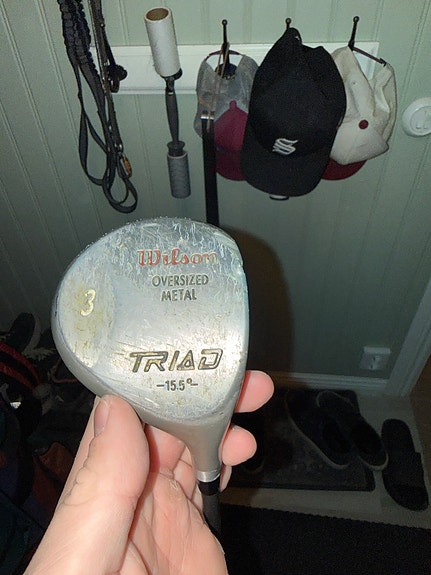 Wilson
OVERSIZED
METAL
3
TRIAD
-15.5°-
S